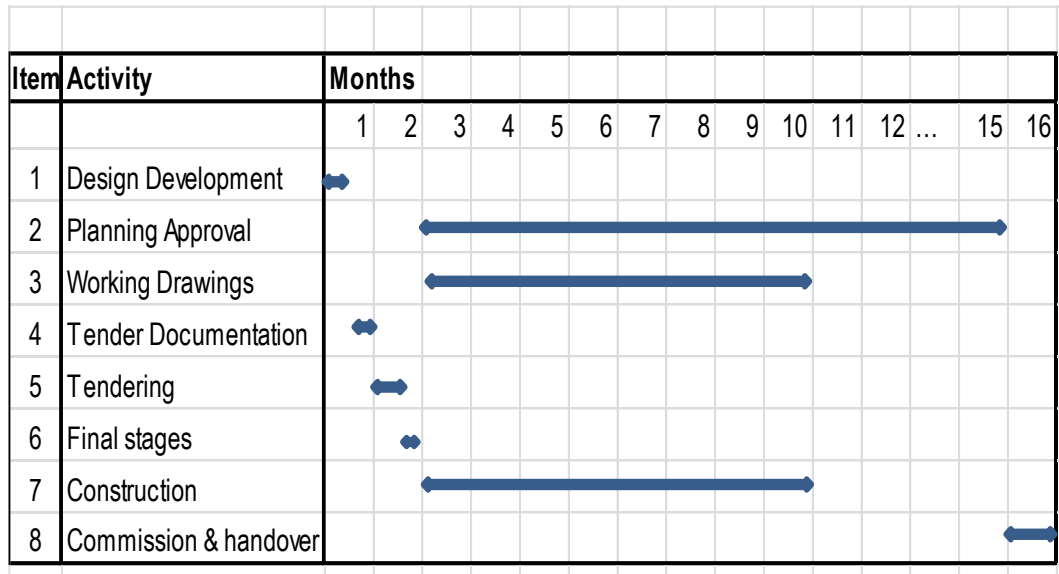 Item Activity Months
1 2 3 4 5 6 7 8 9 10 11 12 ... 15 16
1 Design Development
2 Planning Approval
3 Working Drawings
4 Tender Documentation
5 Tendering
6 Final stages
7 Construction
8 Commission & handover